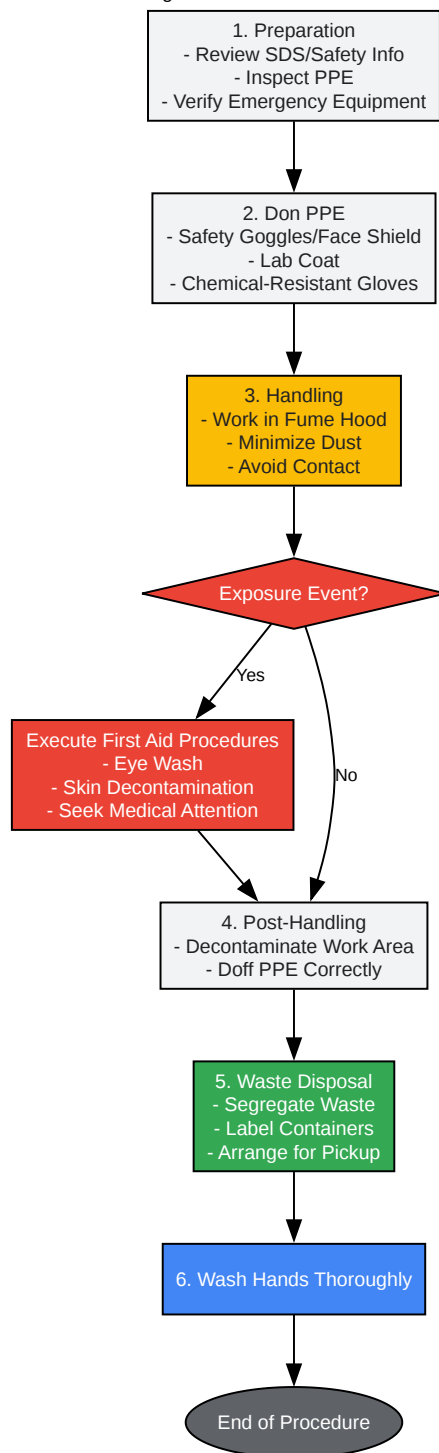 1. Preparation
- Review SDS/Safety Info
- Inspect PPE
- Verify Emergency Equipment
2. Don PPE
- Safety Goggles/Face Shield
- Lab Coat
- Chemical-Resistant Gloves
3. Handling
- Work in Fume Hood
- Minimize Dust
- Avoid Contact
Exposure Event?
Yes
Execute First Aid Procedures
- Eye Wash
- Skin Decontamination
- Seek Medical Attention
No
4. Post-Handling
- Decontaminate Work Area
- Doff PPE Correctly
5. Waste Disposal
- Segregate Waste
- Label Containers
- Arrange for Pickup
6. Wash Hands Thoroughly
End of Procedure